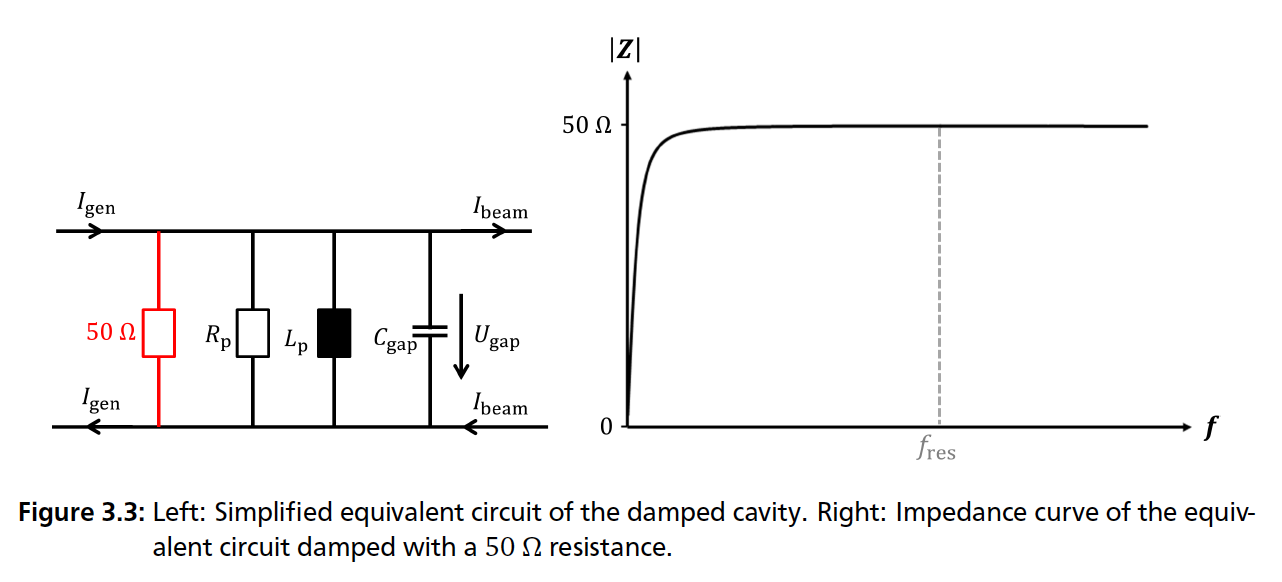 |Z|
50 Ω
I_gen
I_beam
50 Ω
R_p
L_p
C_gap
U_gap
I_gen
I_beam
0
f
f_res
Figure 3.3: Left: Simplified equivalent circuit of the damped cavity. Right: Impedance curve of the equiv-
alent circuit damped with a 50 Ω resistance.